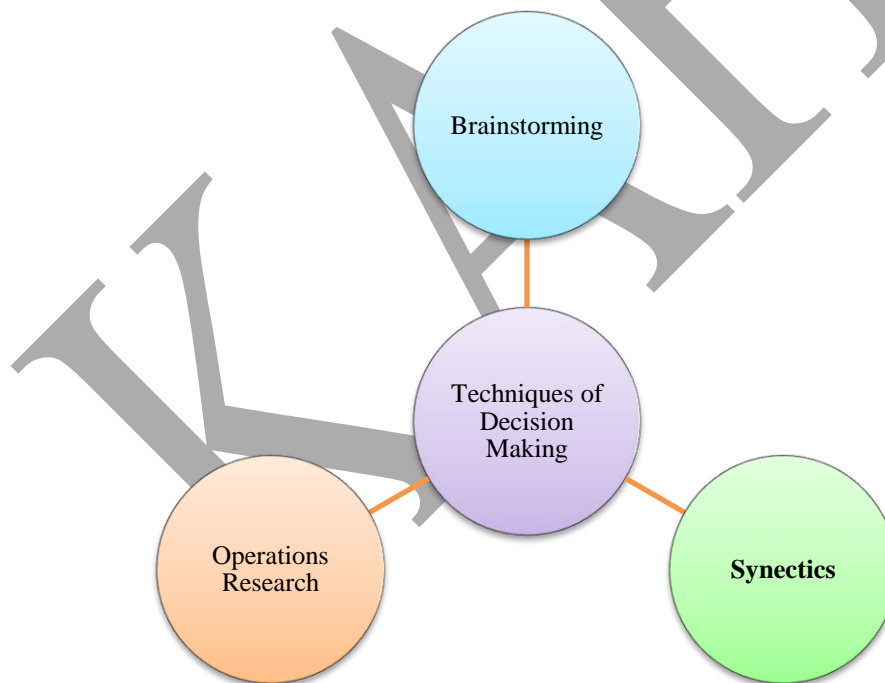 Brainstorming
Techniques of
Decision
Making
Operations
Research
Synectics